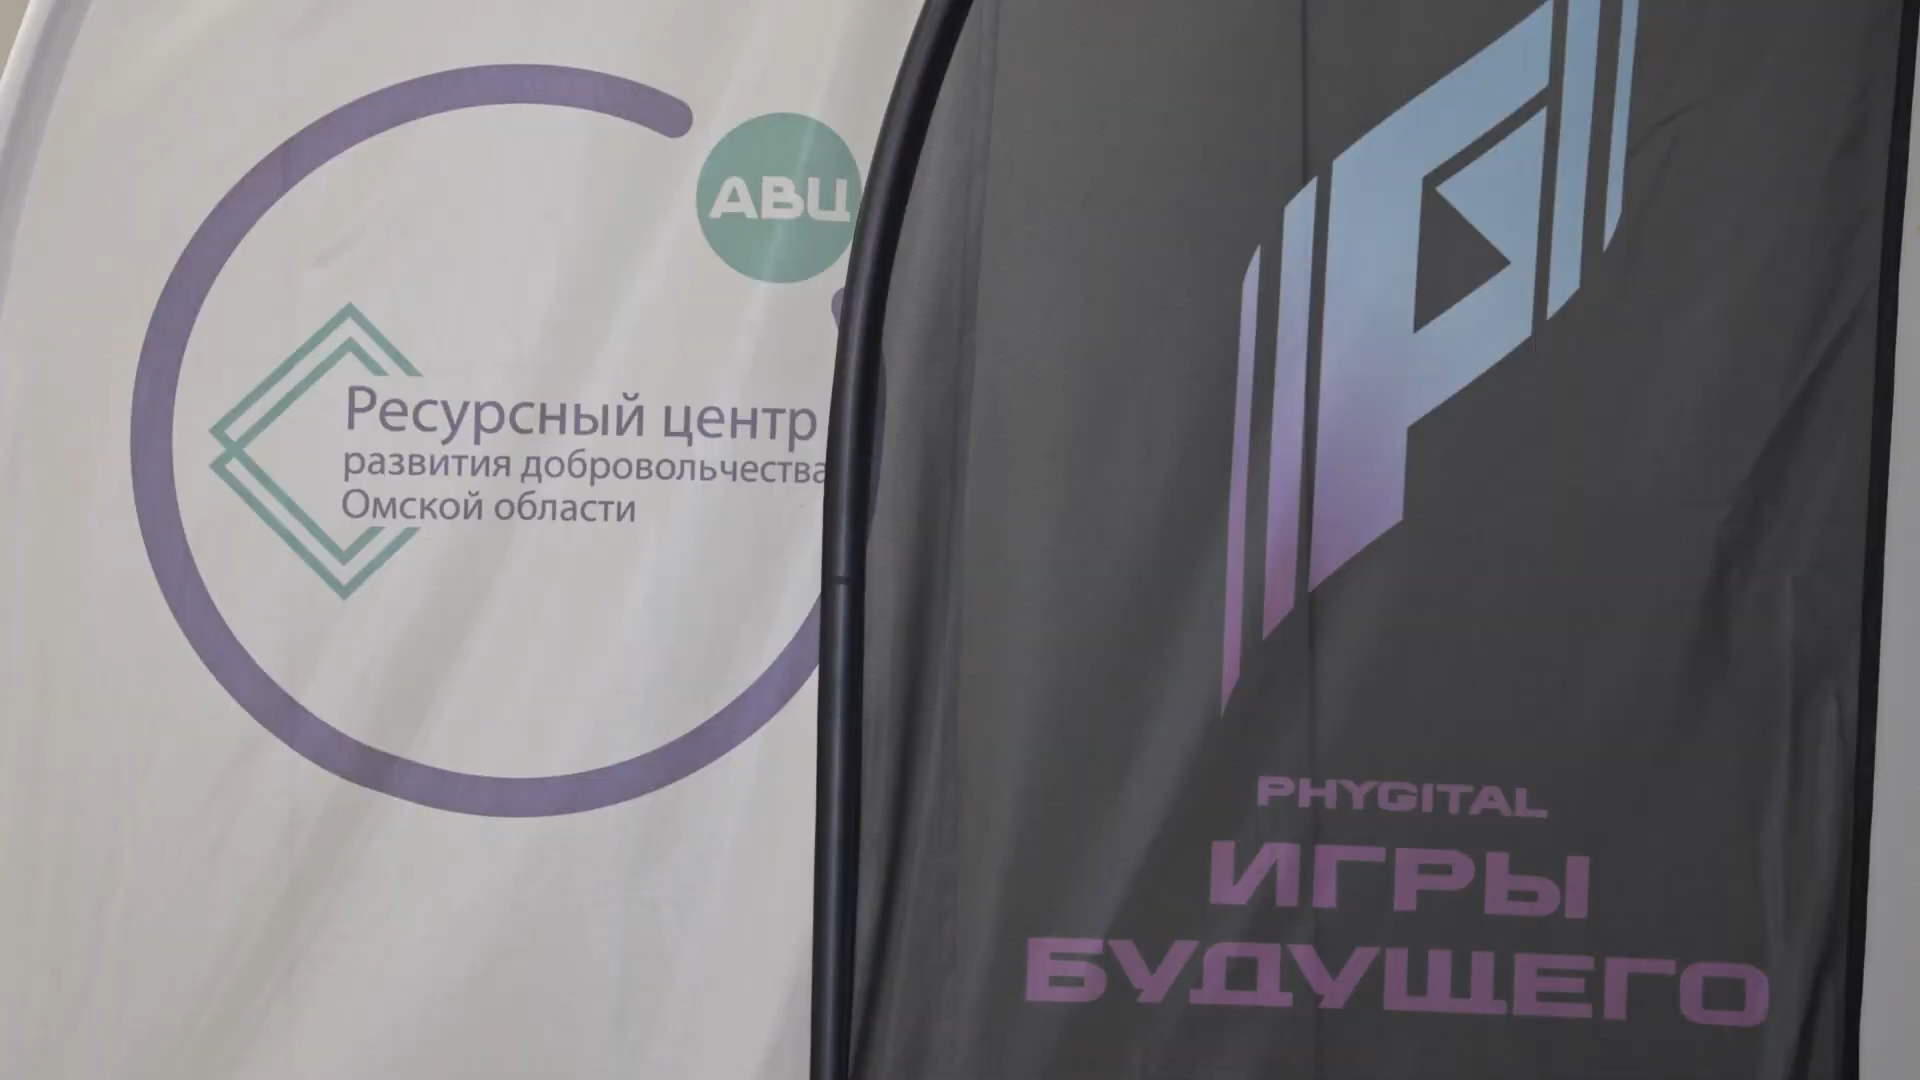 АВЦ
Ресурсный центр
развития добровольчества
Омской области
PHYGITAL
ИГРЫ
БУДУЩЕГО